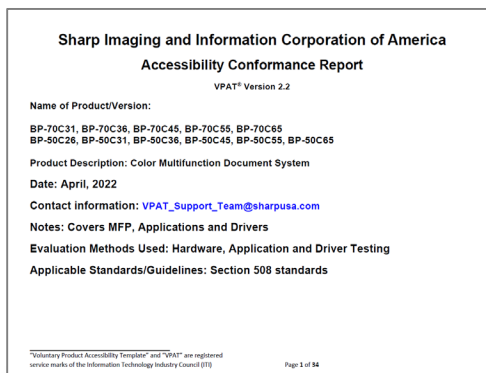 Sharp Imaging and Information Corporation of America
Accessibility Conformance Report
VPAT® Version 2.2
Name of Product/Version:
BP-70C31, BP-70C36, BP-70C45, BP-70C55, BP-70C65
BP-50C26, BP-50C31, BP-50C36, BP-50C45, BP-50C55, BP-50C65
Product Description: Color Multifunction Document System
Date: April, 2022
Contact information: VPAT_Support_Team@sharpusa.com
Notes: Covers MFP, Applications and Drivers
Evaluation Methods Used: Hardware, Application and Driver Testing
Applicable Standards/Guidelines: Section 508 standards
"Voluntary Product Accessibility Template" and "VPAT" are registered
service marks of the Information Technology Industry Council (ITI)
Page 1 of 34